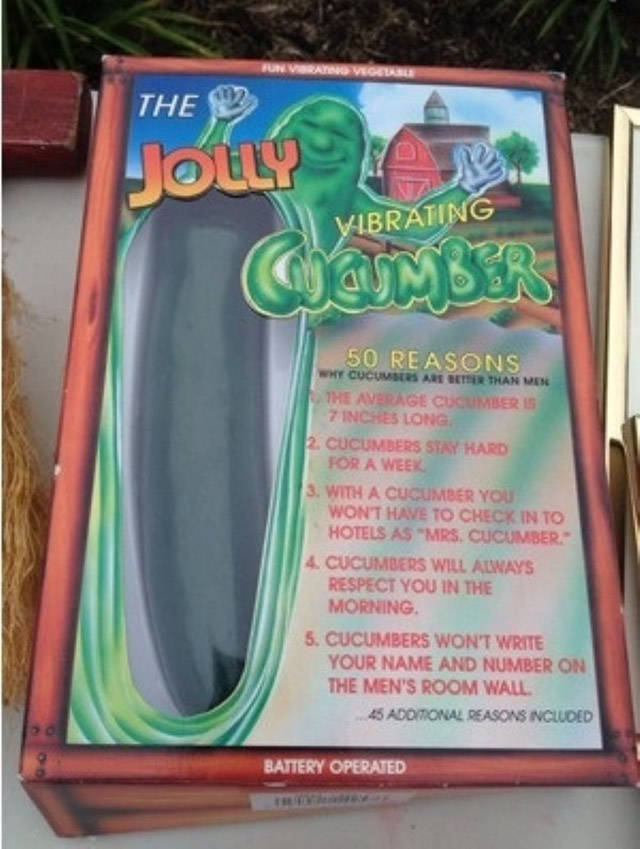 FUN VIBRATING VEGETABLE
THE
JOLLY
VIBRATING
CUCUMBER
50 REASONS
WHY CUCUMBERS ARE BETTER THAN MEN
1. THE AVERAGE CUCUMBER IS
7 INCHES LONG.
2. CUCUMBERS STAY HARD
FOR A WEEK.
3. WITH A CUCUMBER YOU
WON'T HAVE TO CHECK IN TO
HOTELS AS "MRS. CUCUMBER."
4. CUCUMBERS WILL ALWAYS
RESPECT YOU IN THE
MORNING.
5. CUCUMBERS WON'T WRITE
YOUR NAME AND NUMBER ON
THE MEN'S ROOM WALL.
...45 ADDITIONAL REASONS INCLUDED
BATTERY OPERATED